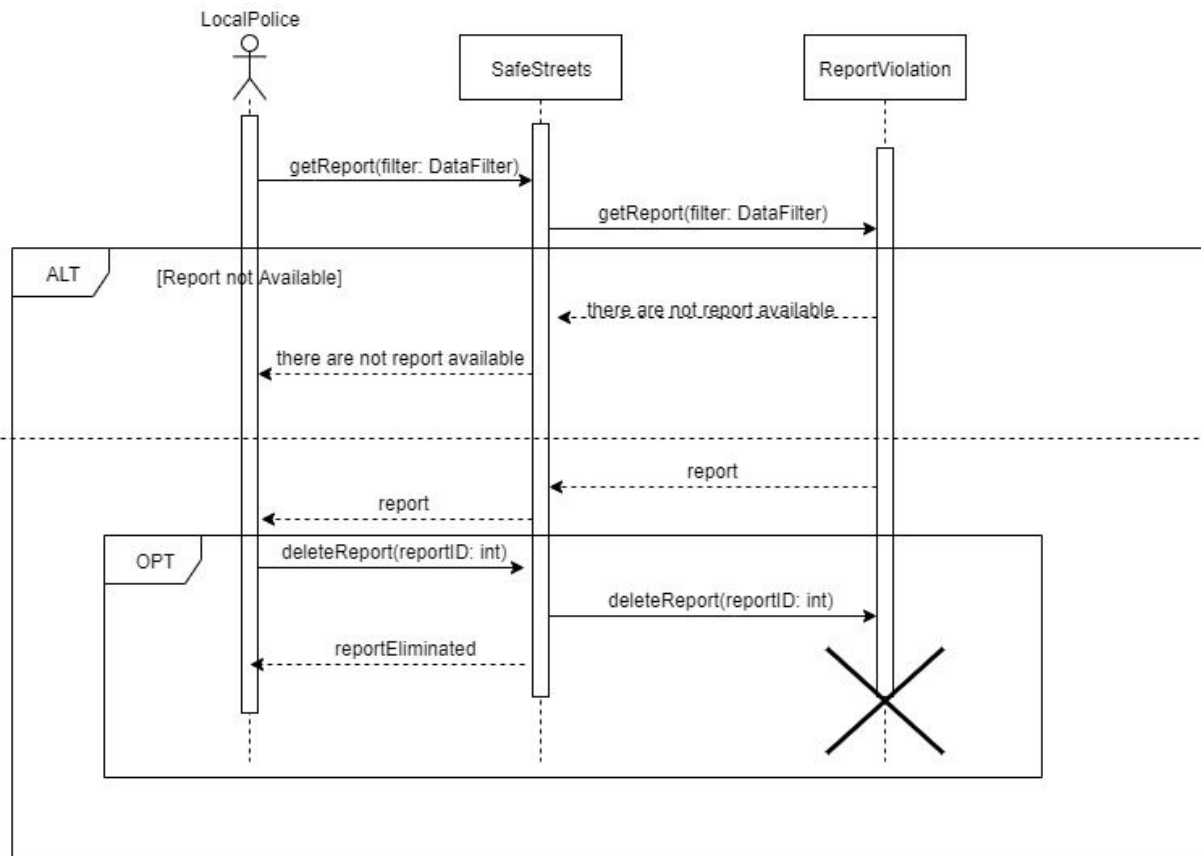 LocalPolice
SafeStreets
ReportViolation
getReport(filter: DataFilter)
getReport(filter: DataFilter)
ALT
[Report not Available]
there are not report available
there are not report available
report
report
OPT
deleteReport(reportID: int)
deleteReport(reportID: int)
reportEliminated